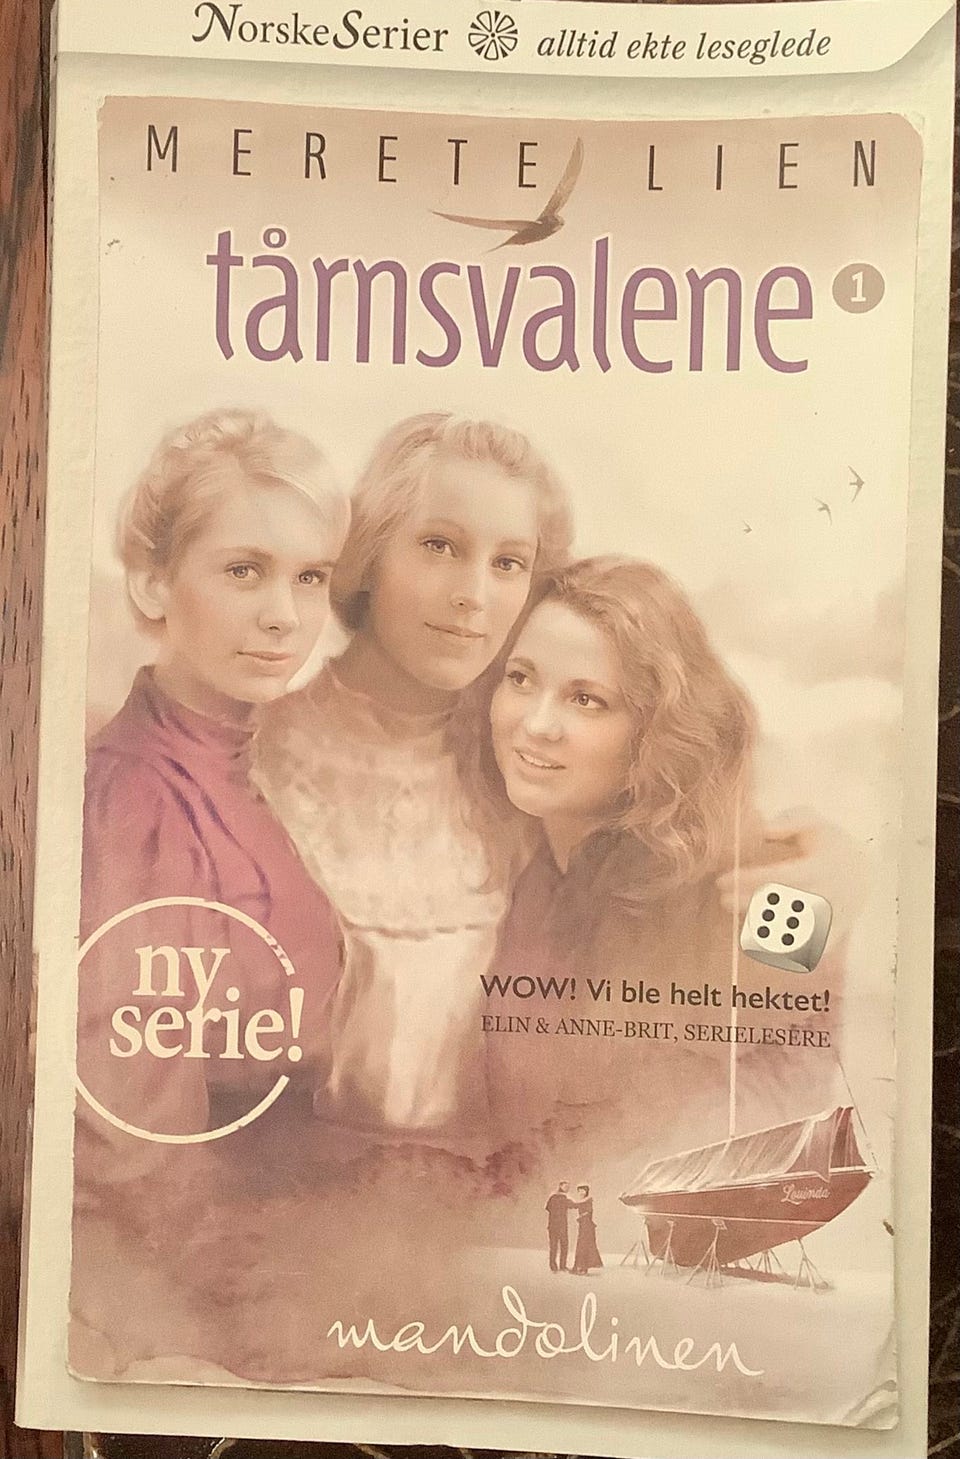 NorskeSerier alltid ekte leseglede
MERETE LIEN
tårnsvalene 1
ny
serie!
WOW! Vi ble helt hektet!
ELIN & ANNE-BRIT, SERIELESERE
Louinda
mandolinen